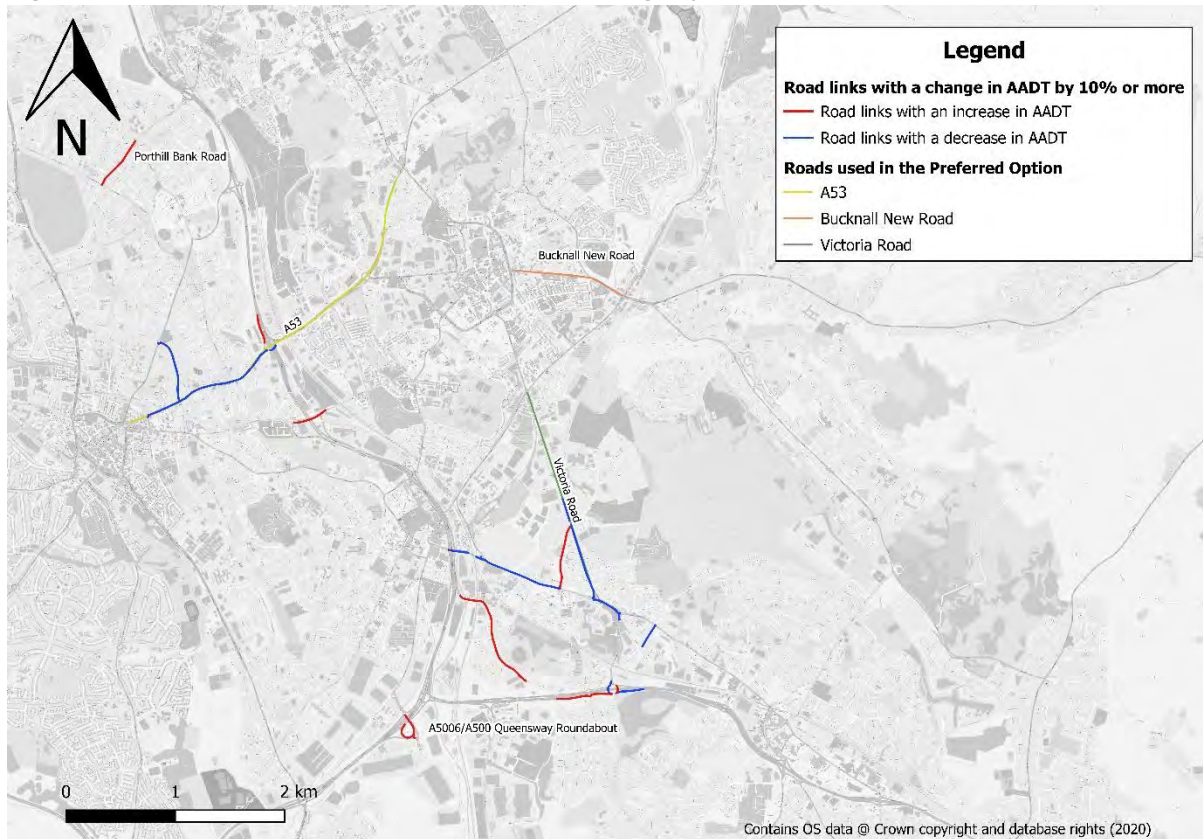 N
Porthill Bank Road
Legend
Road links with a change in AADT by 10% or more
Road links with an increase in AADT
Road links with a decrease in AADT
Roads used in the Preferred Option
A53
Bucknall New Road
Victoria Road
Bucknall New Road
A53
Victoria Road
A5006/A500 Queensway Roundabout
0 1 2 km
Contains OS data @ Crown copyright and database rights (2020)